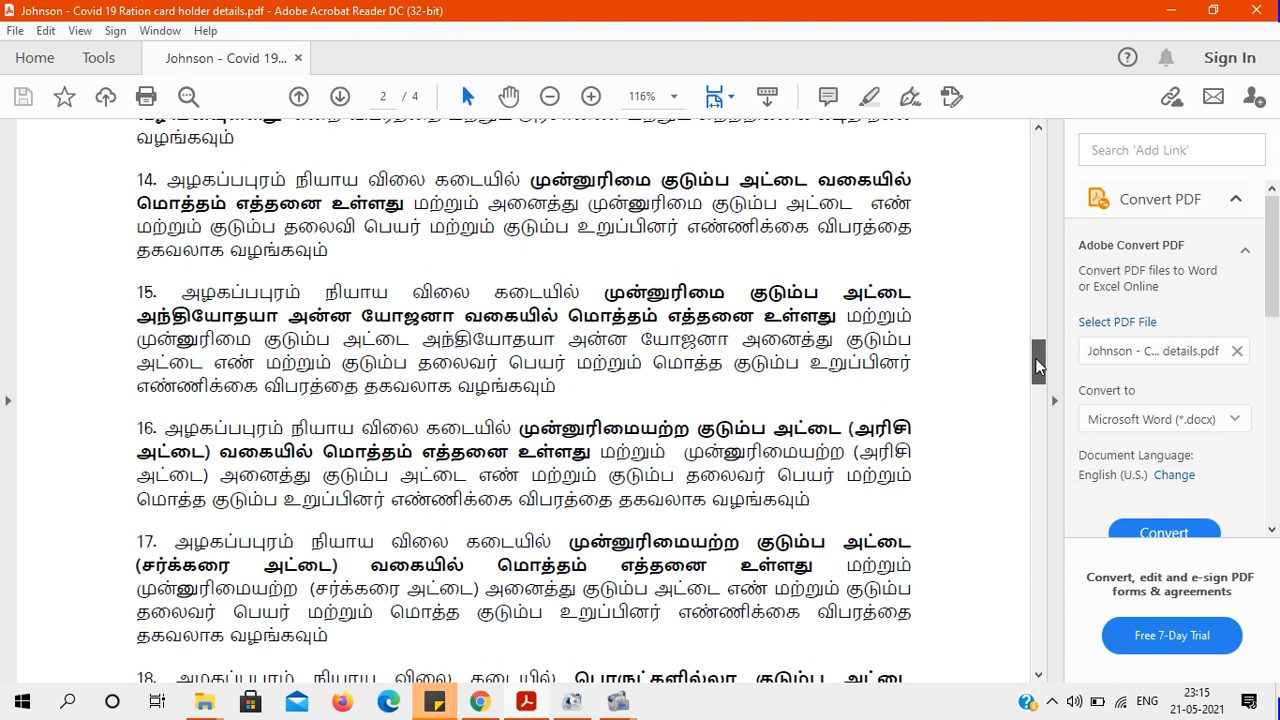 Johnson - Covid 19 Ration card holder details.pdf - Adobe Acrobat Reader DC (32-bit)
File Edit View Sign Window Help
Home Tools Johnson - Covid 19... × Sign In
2 / 4 116%
வழங்கவும்
14. அழகப்பபுரம் நியாய விலை கடையில் முன்னுரிமை குடும்ப அட்டை வகையில்
மொத்தம் எத்தனை உள்ளது மற்றும் அனைத்து முன்னுரிமை குடும்ப அட்டை எண்
மற்றும் குடும்ப தலைவி பெயர் மற்றும் குடும்ப உறுப்பினர் எண்ணிக்கை விபரத்தை
தகவலாக வழங்கவும்
15. அழகப்பபுரம் நியாய விலை கடையில் முன்னுரிமை குடும்ப அட்டை
அந்தியோதயா அன்ன யோஜனா வகையில் மொத்தம் எத்தனை உள்ளது மற்றும்
முன்னுரிமை குடும்ப அட்டை அந்தியோதயா அன்ன யோஜனா அனைத்து குடும்ப
அட்டை எண் மற்றும் குடும்ப தலைவர் பெயர் மற்றும் மொத்த குடும்ப உறுப்பினர்
எண்ணிக்கை விபரத்தை தகவலாக வழங்கவும்
16. அழகப்பபுரம் நியாய விலை கடையில் முன்னுரிமையற்ற குடும்ப அட்டை (அரிசி
அட்டை) வகையில் மொத்தம் எத்தனை உள்ளது மற்றும் முன்னுரிமையற்ற (அரிசி
அட்டை) அனைத்து குடும்ப அட்டை எண் மற்றும் குடும்ப தலைவர் பெயர் மற்றும்
மொத்த குடும்ப உறுப்பினர் எண்ணிக்கை விபரத்தை தகவலாக வழங்கவும்
17. அழகப்பபுரம் நியாய விலை கடையில் முன்னுரிமையற்ற குடும்ப அட்டை
(சர்க்கரை அட்டை) வகையில் மொத்தம் எத்தனை உள்ளது மற்றும்
முன்னுரிமையற்ற (சர்க்கரை அட்டை) அனைத்து குடும்ப அட்டை எண் மற்றும் குடும்ப
தலைவர் பெயர் மற்றும் மொத்த குடும்ப உறுப்பினர் எண்ணிக்கை விபரத்தை
தகவலாக வழங்கவும்
18. அழகப்பபுரம் நியாய விலை கடையில் பொருட்களில்லா குடும்ப அட்டை
Search 'Add Link'
Convert PDF
Adobe Convert PDF
Convert PDF files to Word
or Excel Online
Select PDF File
Johnson - C... details.pdf ×
Convert to
Microsoft Word (*.docx)
Document Language:
English (U.S.) Change
Convert
Convert, edit and e-sign PDF
forms & agreements
Free 7-Day Trial
ENG 23:15
21-05-2021